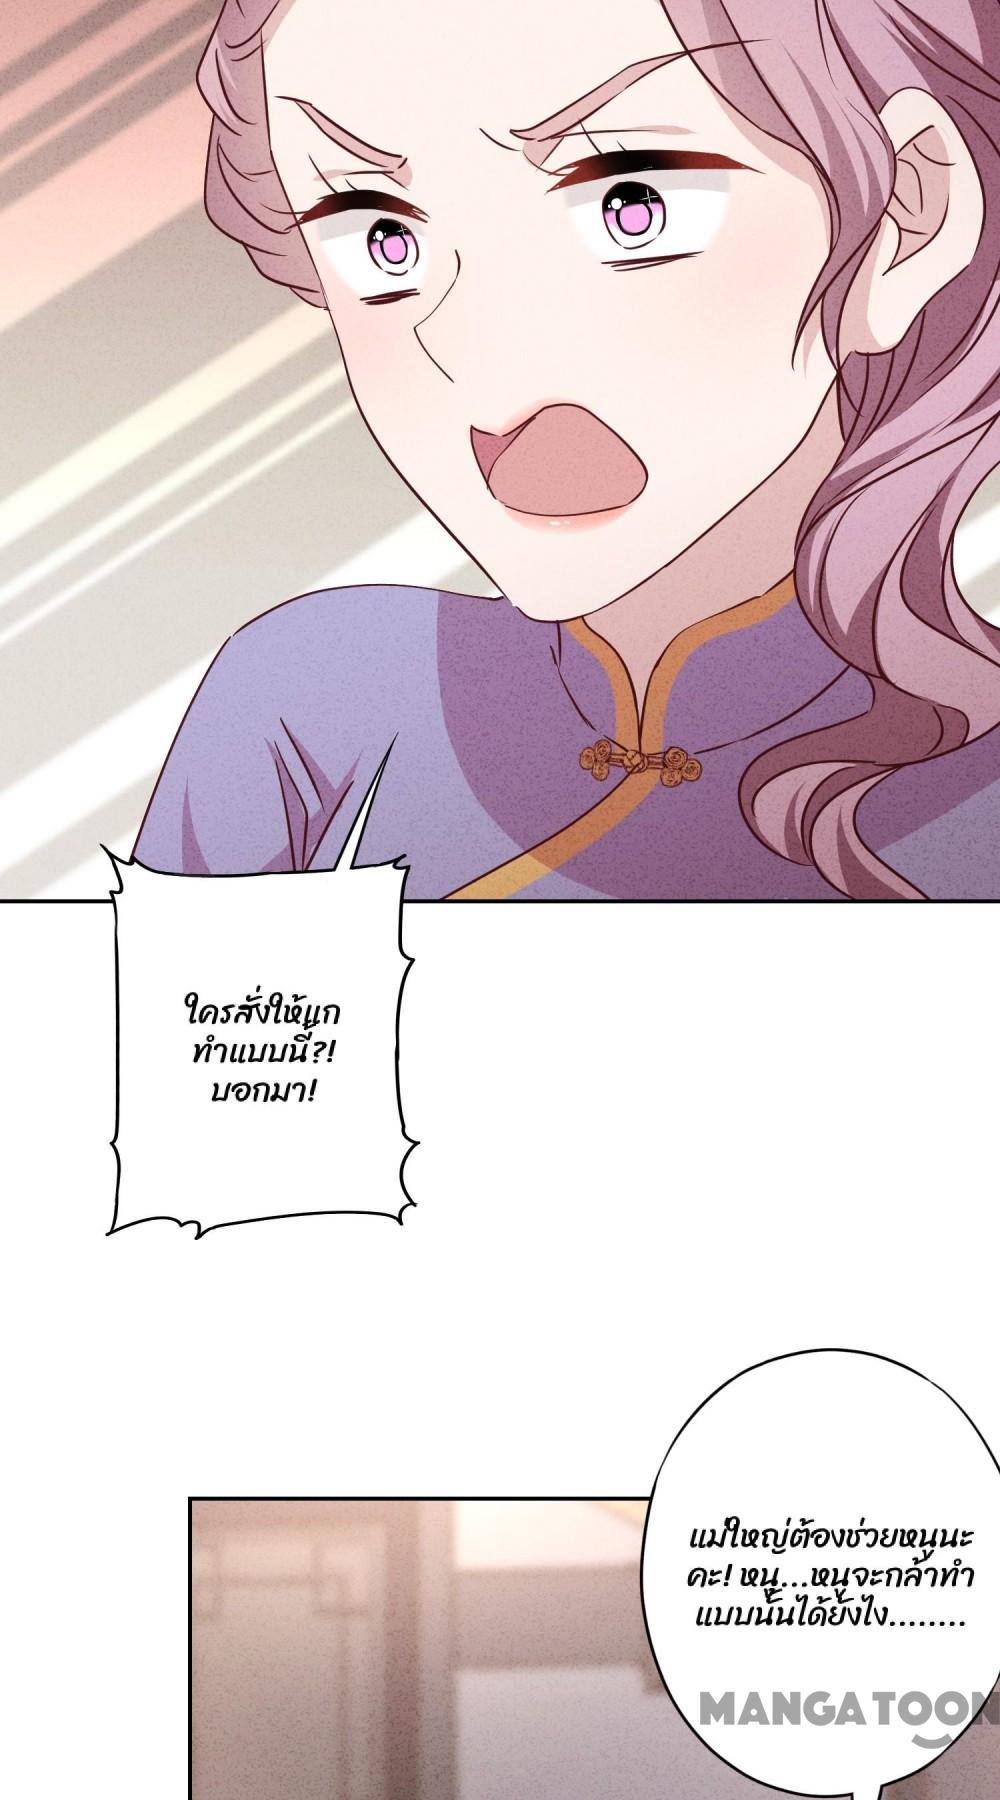 ใครสั่งให้แก
ทำแบบนี้?!
บอกมา!
แม่ใหญ่ต้องช่วยหนูนะ
คะ! หนู...หนูจะกล้าทำ
แบบนั้นได้ยังไง........
MANGATOON